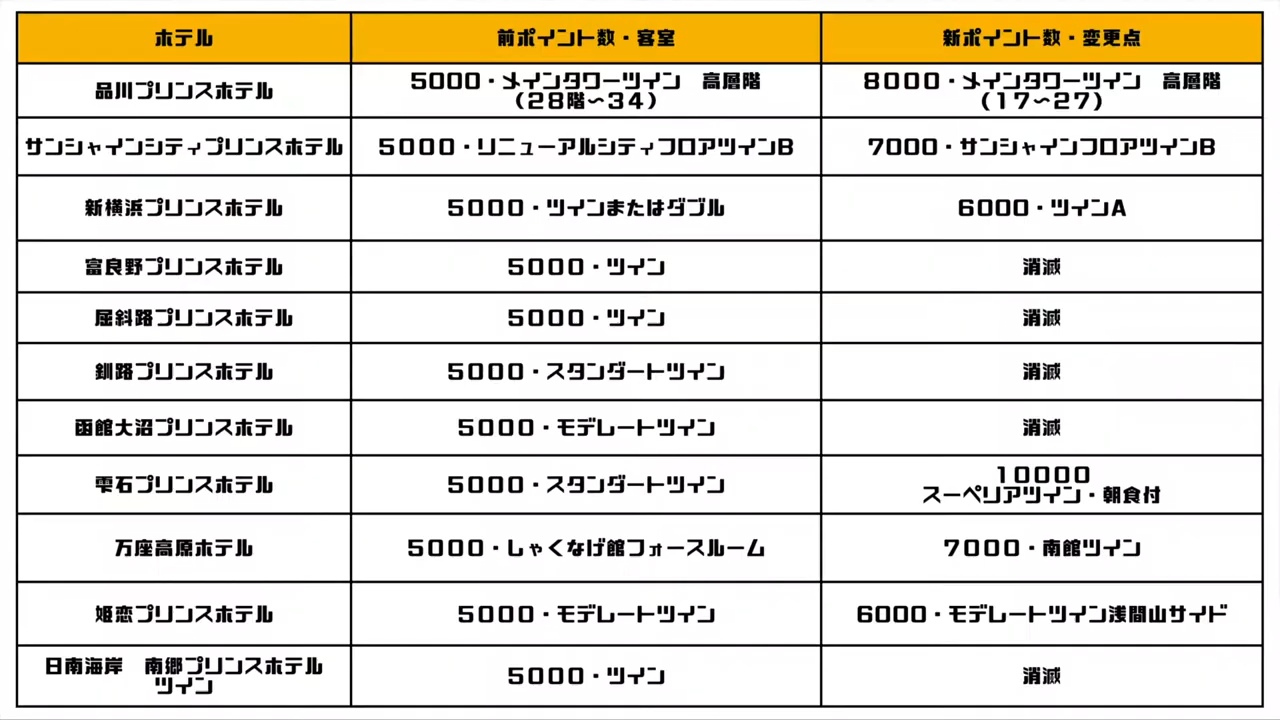 ホテル
前ポイント数・客室
新ポイント数・変更点
品川プリンスホテル
5000・メインタワーツイン　高層階
（28階〜34）
8000・メインタワーツイン　高層階
（17〜27）
サンシャインシティプリンスホテル
5000・リニューアルシティフロアツインB
7000・サンシャインフロアツインB
新横浜プリンスホテル
5000・ツインまたはダブル
6000・ツインA
富良野プリンスホテル
5000・ツイン
消滅
屈斜路プリンスホテル
5000・ツイン
消滅
釧路プリンスホテル
5000・スタンダートツイン
消滅
函館大沼プリンスホテル
5000・モデレートツイン
消滅
雫石プリンスホテル
5000・スタンダートツイン
10000
スーペリアツイン・朝食付
万座高原ホテル
5000・しゃくなげ館フォースルーム
7000・南館ツイン
姫恋プリンスホテル
5000・モデレートツイン
6000・モデレートツイン浅間山サイド
日南海岸　南郷プリンスホテル
ツイン
5000・ツイン
消滅